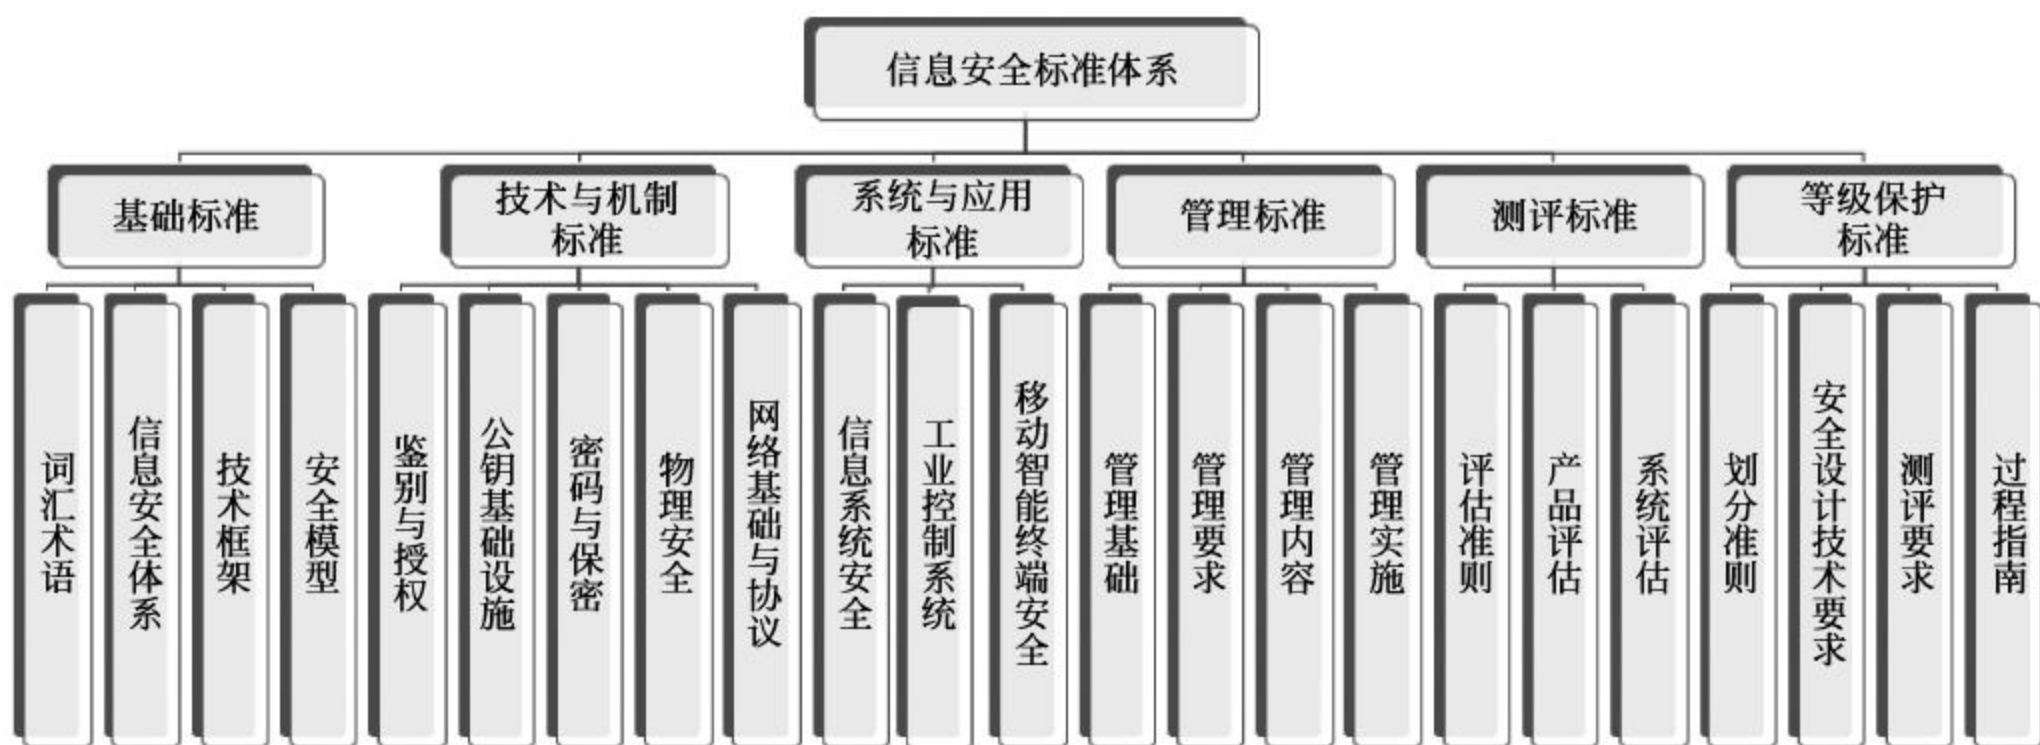 信息安全标准体系
基础标准
技术与机制
标准
系统与应用
标准
管理标准
测评标准
等级保护
标准
词汇术语
信息安全体系
技术框架
安全模型
鉴别与授权
公钥基础设施
密码与保密
物理安全
网络基础与协议
信息系统安全
工业控制系统
移动智能终端安全
管理基础
管理要求
管理内容
管理实施
评估准则
产品评估
系统评估
划分准则
安全设计技术要求
测评要求
过程指南